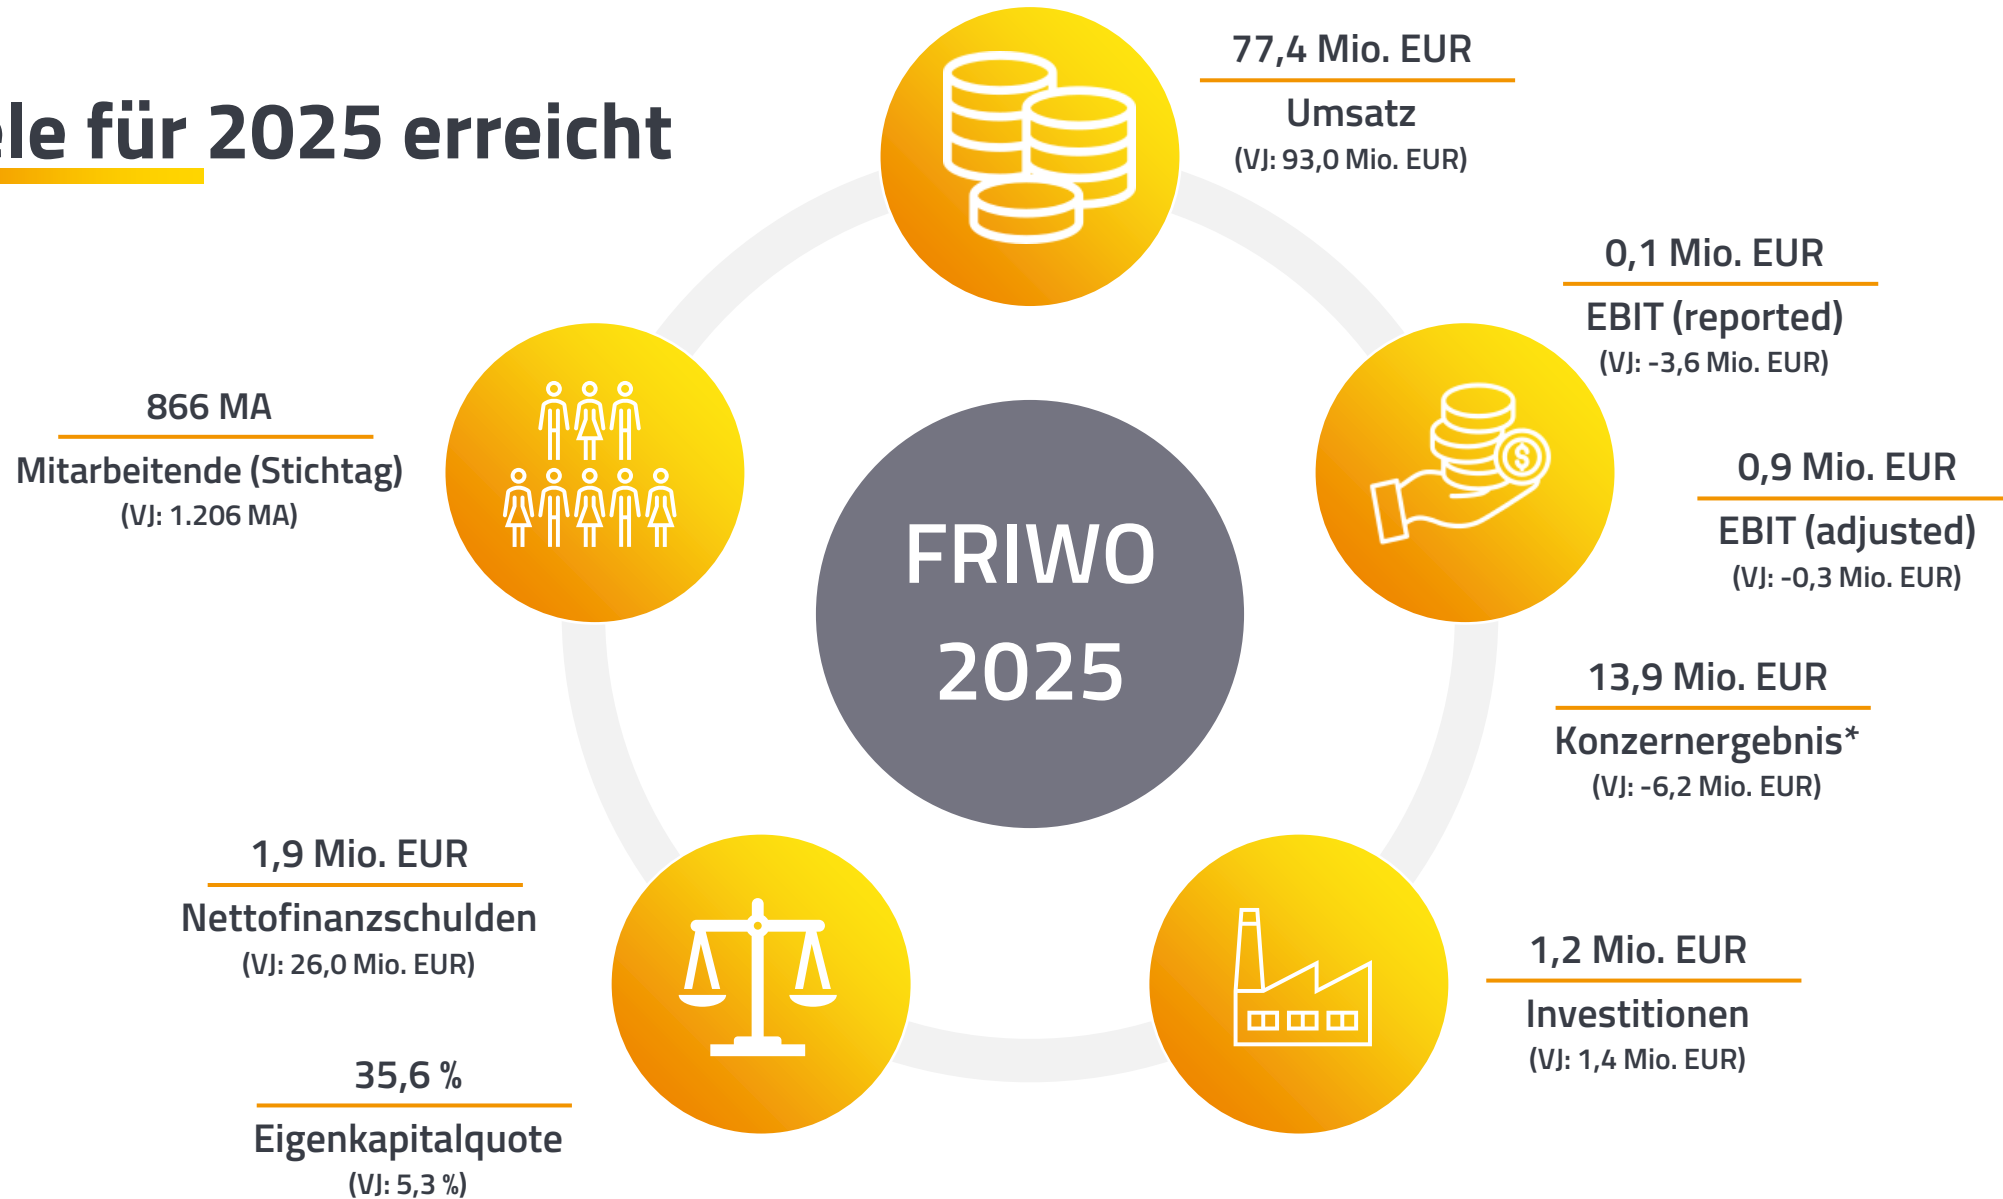 für 2025 erreicht
77,4 Mio. EUR
Umsatz
(VJ: 93,0 Mio. EUR)
0,1 Mio. EUR
EBIT (reported)
(VJ: -3,6 Mio. EUR)
0,9 Mio. EUR
EBIT (adjusted)
(VJ: -0,3 Mio. EUR)
13,9 Mio. EUR
Konzernergebnis*
(VJ: -6,2 Mio. EUR)
1,2 Mio. EUR
Investitionen
(VJ: 1,4 Mio. EUR)
1,9 Mio. EUR
Nettofinanzschulden
(VJ: 26,0 Mio. EUR)
35,6 %
Eigenkapitalquote
(VJ: 5,3 %)
866 MA
Mitarbeitende (Stichtag)
(VJ: 1.206 MA)
FRIWO
2025
$